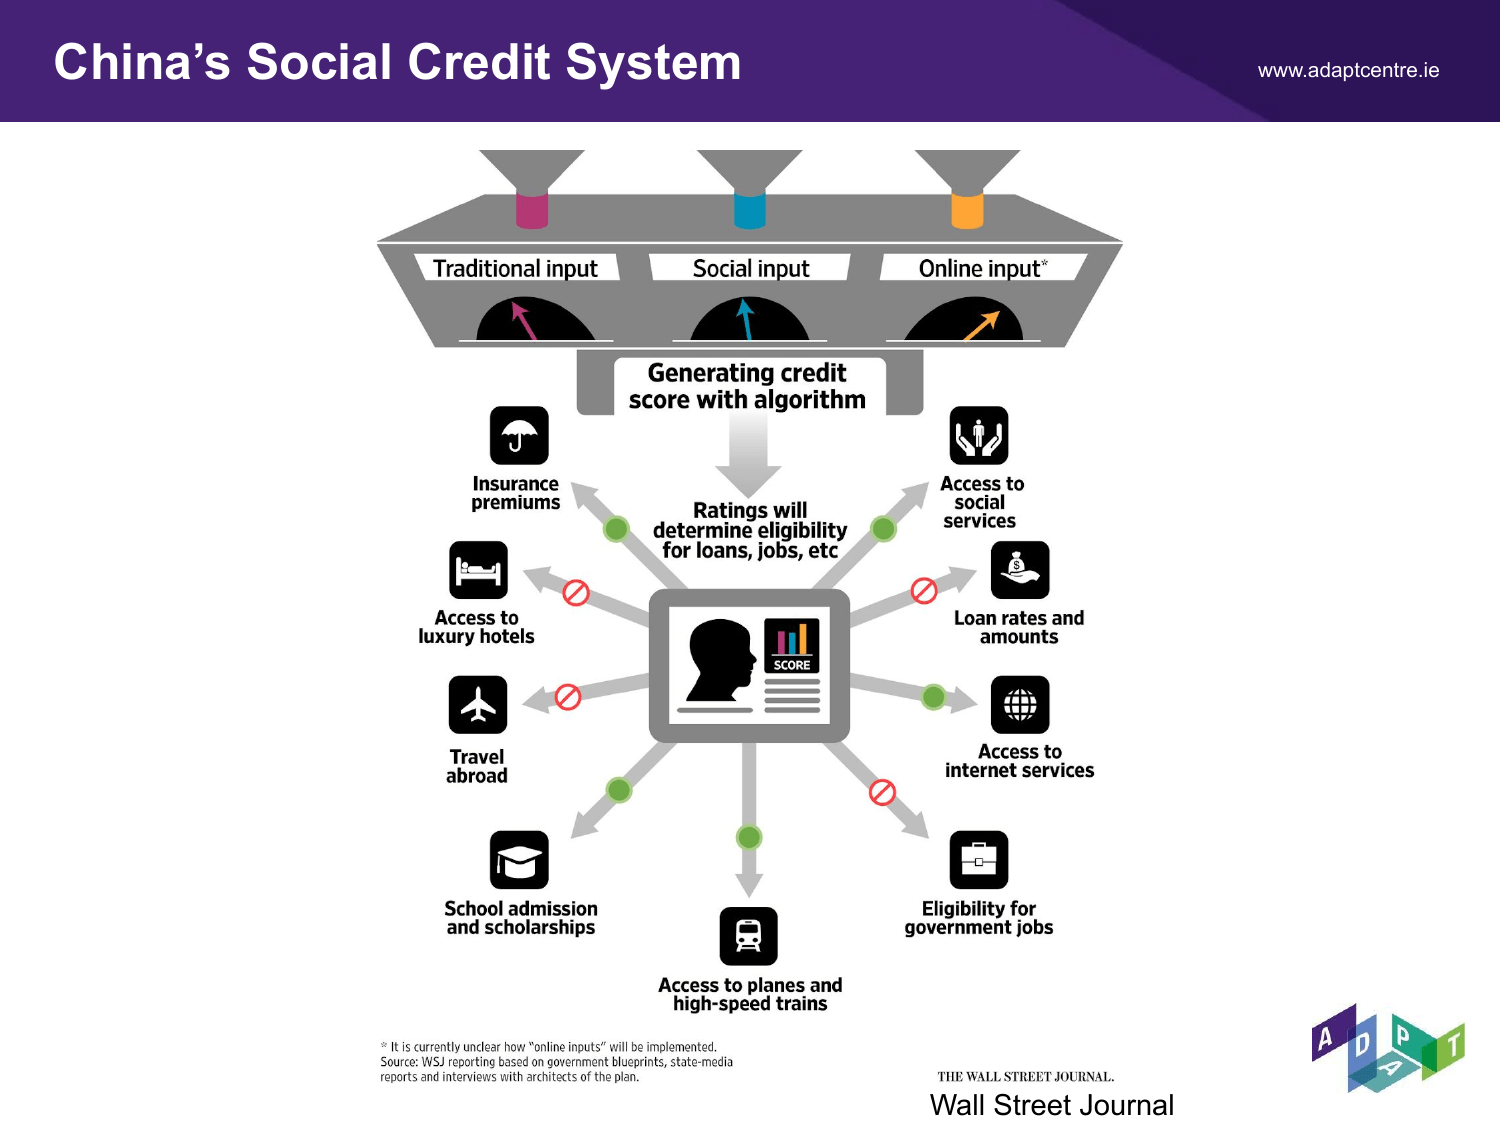 China’s Social Credit System
www.adaptcentre.ie
Traditional input
Social input
Online input*
Generating credit
score with algorithm
Insurance
premiums
Access to
social
services
Ratings will
determine eligibility
for loans, jobs, etc
Access to
luxury hotels
Loan rates and
amounts
$
SCORE
Travel
abroad
Access to
internet services
School admission
and scholarships
Eligibility for
government jobs
Access to planes and
high-speed trains
* It is currently unclear how “online inputs” will be implemented.
Source: WSJ reporting based on government blueprints, state-media
reports and interviews with architects of the plan.
THE WALL STREET JOURNAL.
Wall Street Journal
ADAPT